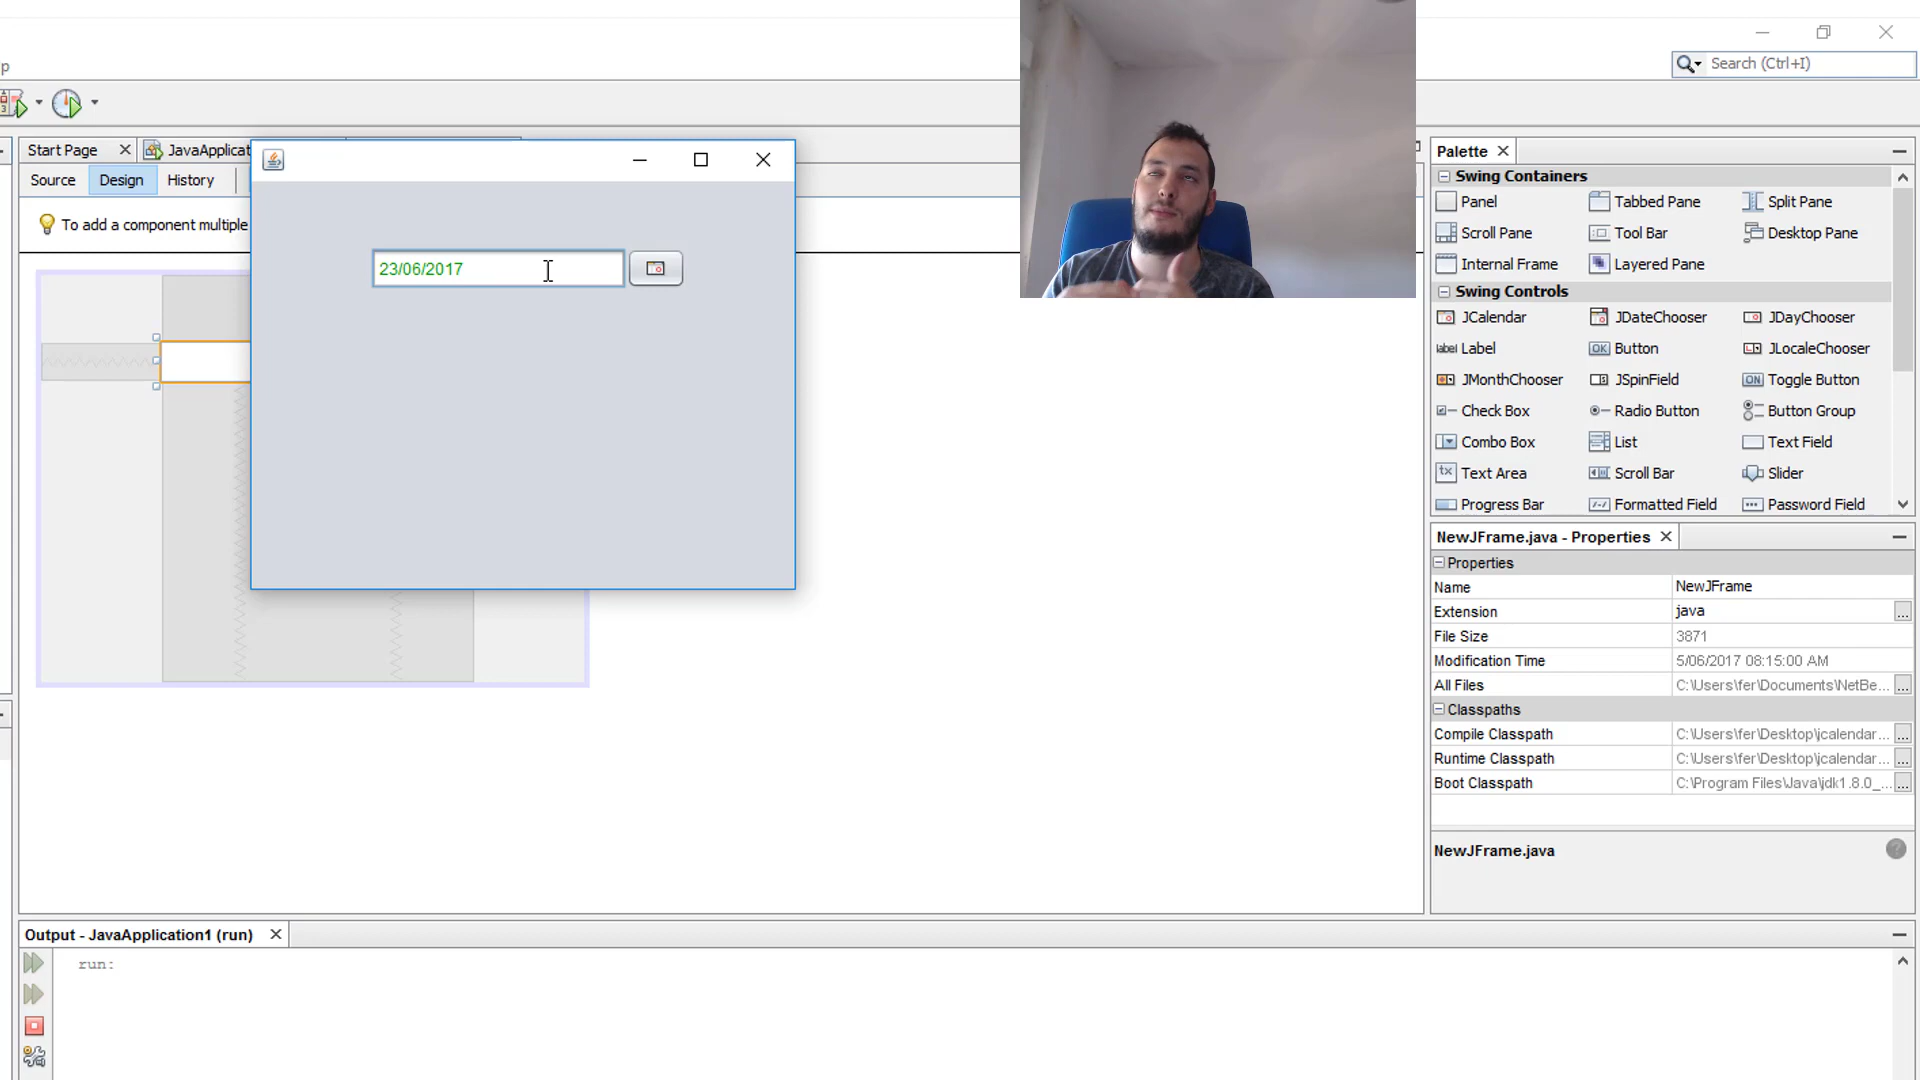 p
Search (Ctrl+I)
Start Page
JavaApplicat
Source
Design
History
To add a component multiple
23/06/2017
Palette
Swing Containers
Panel
Tabbed Pane
Split Pane
Scroll Pane
Tool Bar
Desktop Pane
Internal Frame
Layered Pane
Swing Controls
JCalendar
JDateChooser
JDayChooser
label Label
OK Button
JLocaleChooser
JMonthChooser
JSpinField
ON Toggle Button
Check Box
Radio Button
Button Group
Combo Box
List
Text Field
tx Text Area
Scroll Bar
Slider
Progress Bar
Formatted Field
Password Field
NewJFrame.java - Properties
Properties
Name NewJFrame
Extension java ...
File Size 3871
Modification Time 5/06/2017 08:15:00 AM
All Files C:\Users\fer\Documents\NetBe... ...
Classpaths
Compile Classpath C:\Users\fer\Desktop\jcalendar... ...
Runtime Classpath C:\Users\fer\Desktop\jcalendar... ...
Boot Classpath C:\Program Files\Java\jdk1.8.0_... ...
NewJFrame.java
?
Output - JavaApplication1 (run)
run: